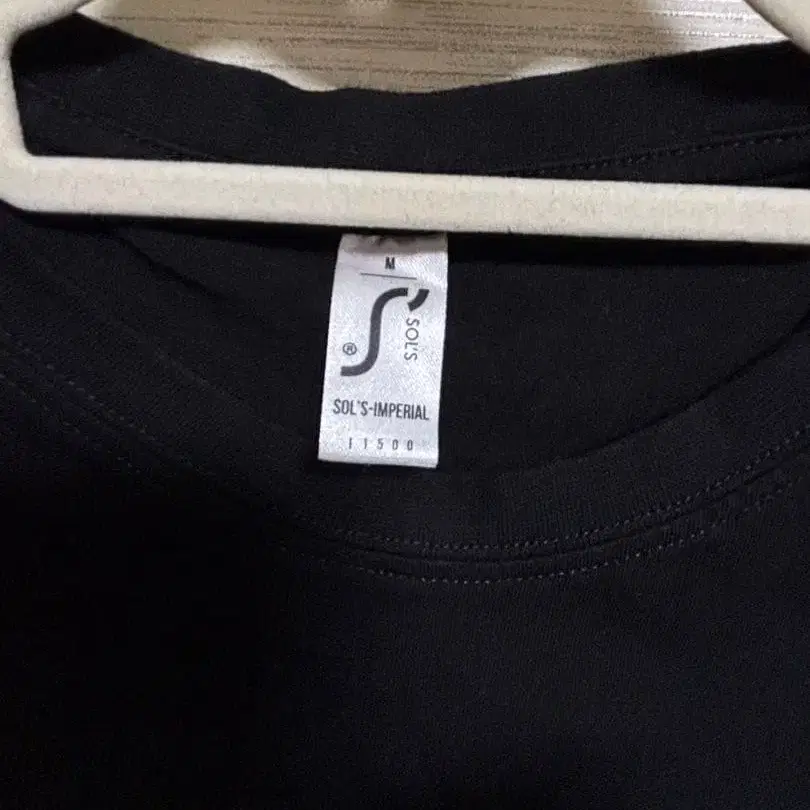 M
SOL'S
®
SOL'S-IMPERIAL
11500